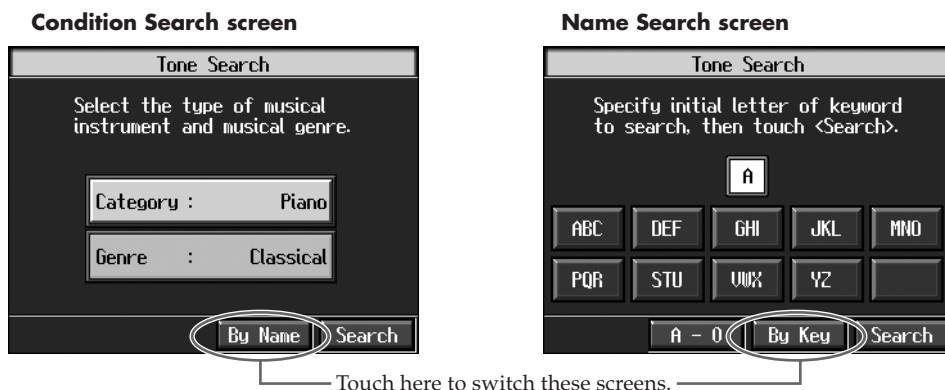 Condition Search screen
Tone Search
Select the type of musical
instrument and musical genre.
Category : Piano
Genre : Classical
By Name Search
Name Search screen
Tone Search
Specify initial letter of keyword
to search, then touch <Search>.
A
ABC DEF GHI JKL MNO
PQR STU VWX YZ
A - 0 By Key Search
Touch here to switch these screens.